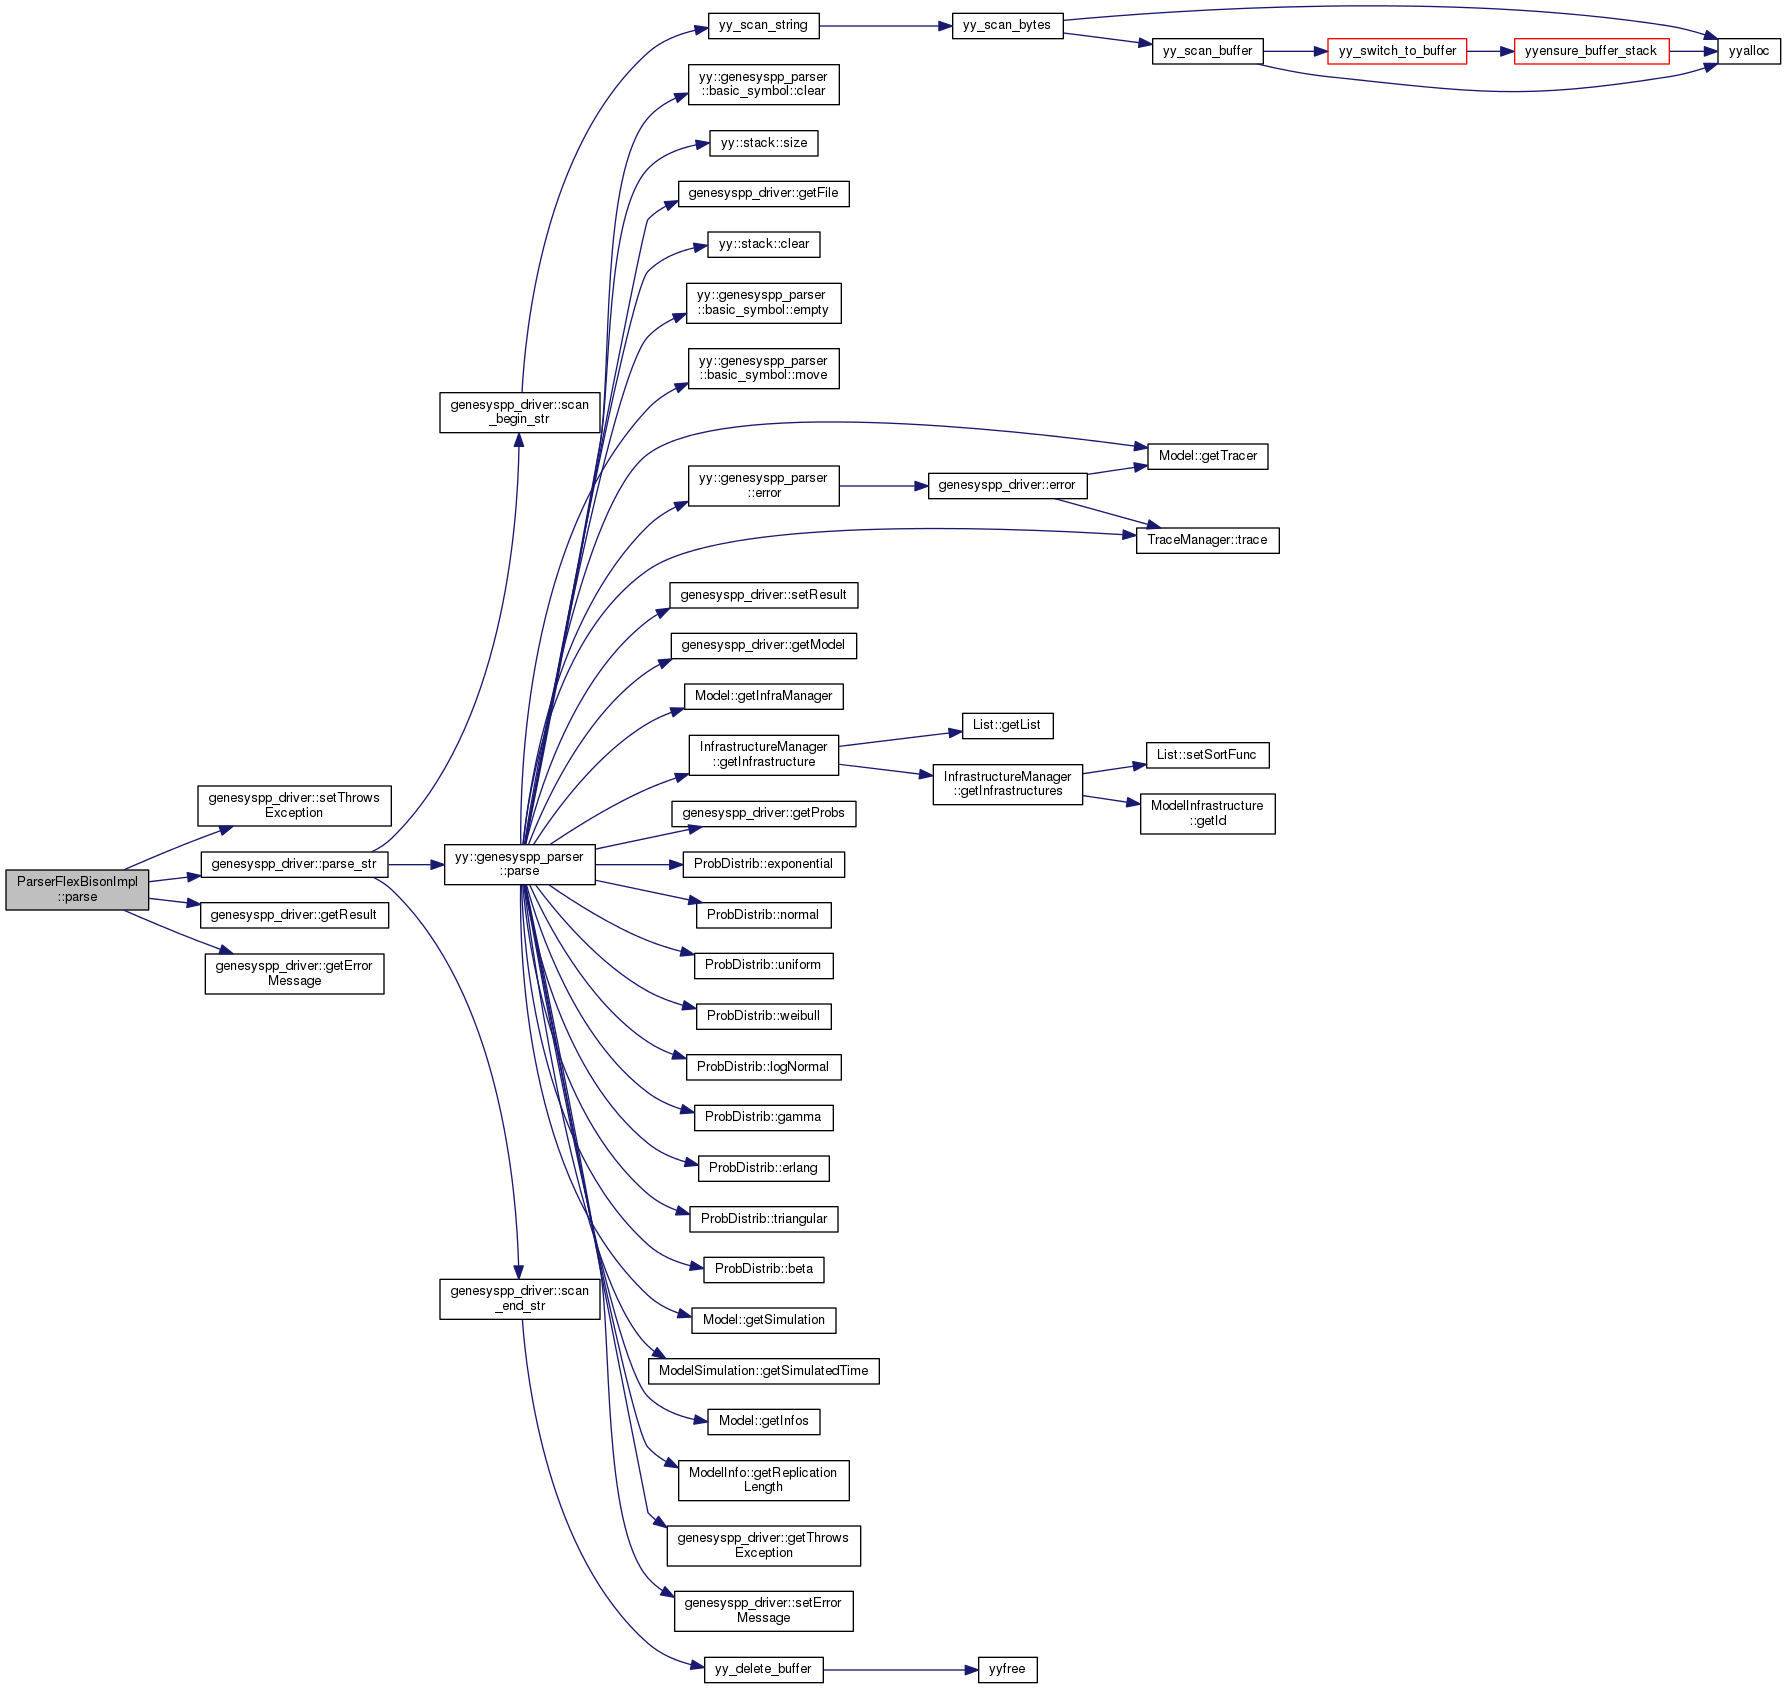 yy_scan_string
yy_scan_bytes
yy_scan_buffer
yy_switch_to_buffer
yyensure_buffer_stack
yyalloc
yy::genesyspp_parser
::basic_symbol::clear
yy::stack::size
genesyspp_driver::getFile
yy::stack::clear
yy::genesyspp_parser
::basic_symbol::empty
yy::genesyspp_parser
::basic_symbol::move
genesyspp_driver::scan
_begin_str
Model::getTracer
yy::genesyspp_parser
::error
genesyspp_driver::error
TraceManager::trace
genesyspp_driver::setResult
genesyspp_driver::getModel
Model::getInfraManager
InfrastructureManager
::getInfrastructure
List::getList
InfrastructureManager
::getInfrastructures
List::setSortFunc
ModelInfrastructure
::getId
genesyspp_driver::setThrows
Exception
genesyspp_driver::getProbs
genesyspp_driver::parse_str
yy::genesyspp_parser
::parse
ProbDistrib::exponential
ParserFlexBisonImpl
::parse
genesyspp_driver::getResult
ProbDistrib::normal
genesyspp_driver::getError
Message
ProbDistrib::uniform
ProbDistrib::weibull
ProbDistrib::logNormal
ProbDistrib::gamma
ProbDistrib::erlang
ProbDistrib::triangular
ProbDistrib::beta
genesyspp_driver::scan
_end_str
Model::getSimulation
ModelSimulation::getSimulatedTime
Model::getInfos
ModelInfo::getReplication
Length
genesyspp_driver::getThrows
Exception
genesyspp_driver::setError
Message
yy_delete_buffer
yyfree